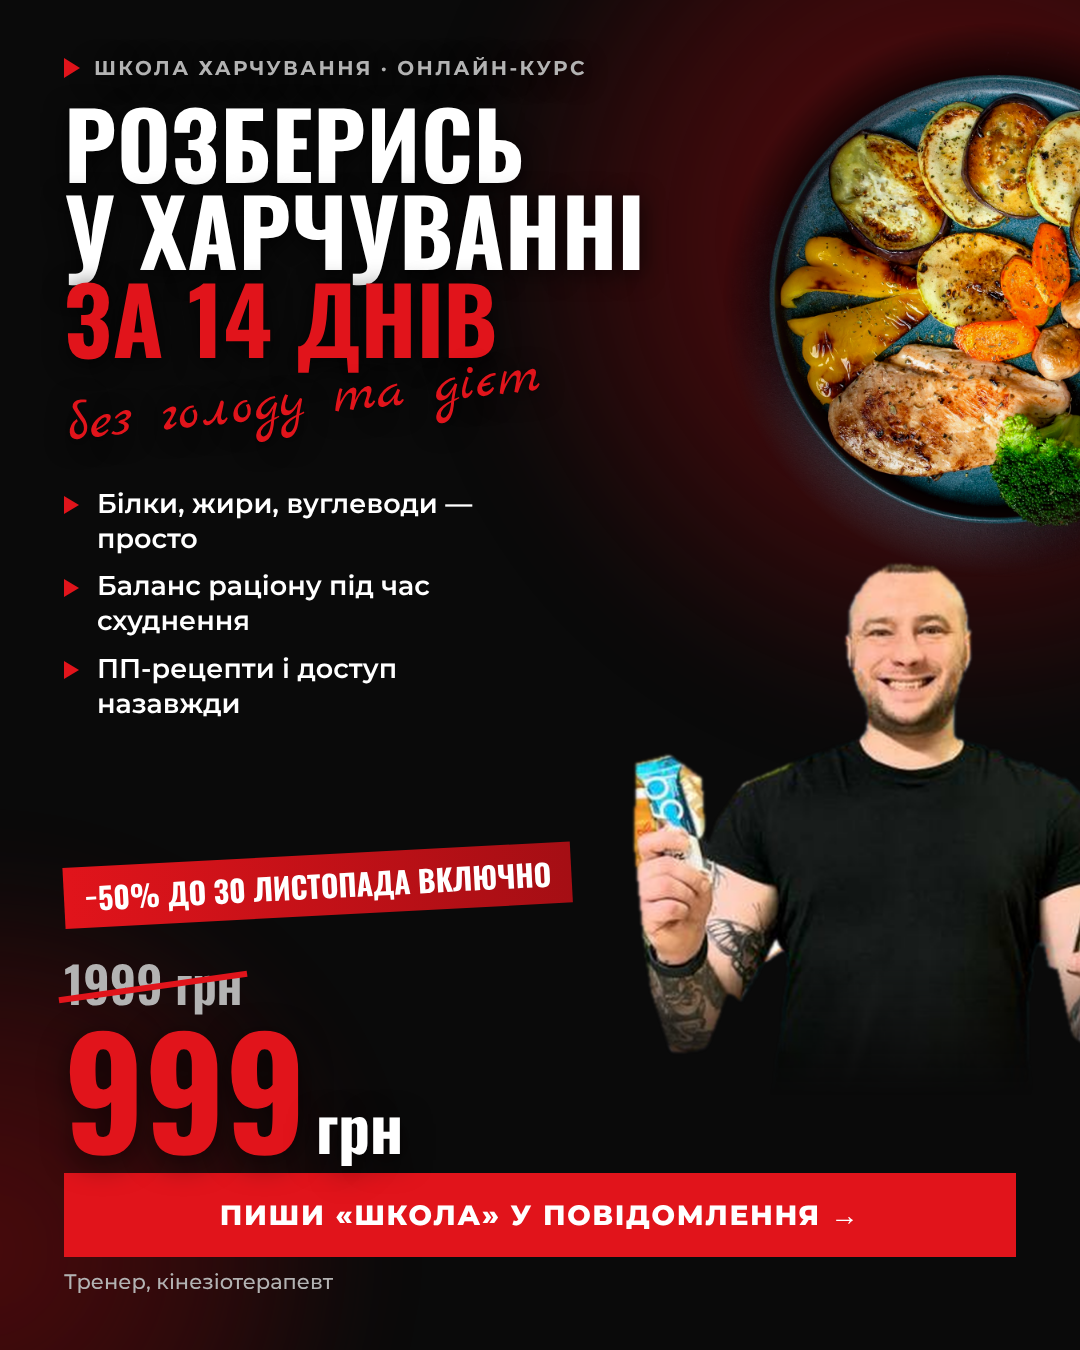 ШКОЛА ХАРЧУВАННЯ · ОНЛАЙН-КУРС
РОЗБЕРИСЬ
У ХАРЧУВАННІ
ЗА 14 ДНІВ
без голоду та дієт
Білки, жири, вуглеводи —
просто
Баланс раціону під час
схуднення
ПП-рецепти і доступ
назавжди
-50% ДО 30 ЛИСТОПАДА ВКЛЮЧНО
1999 грн
999 грн
ПИШИ «ШКОЛА» У ПОВІДОМЛЕННЯ →
Тренер, кінезіотерапевт